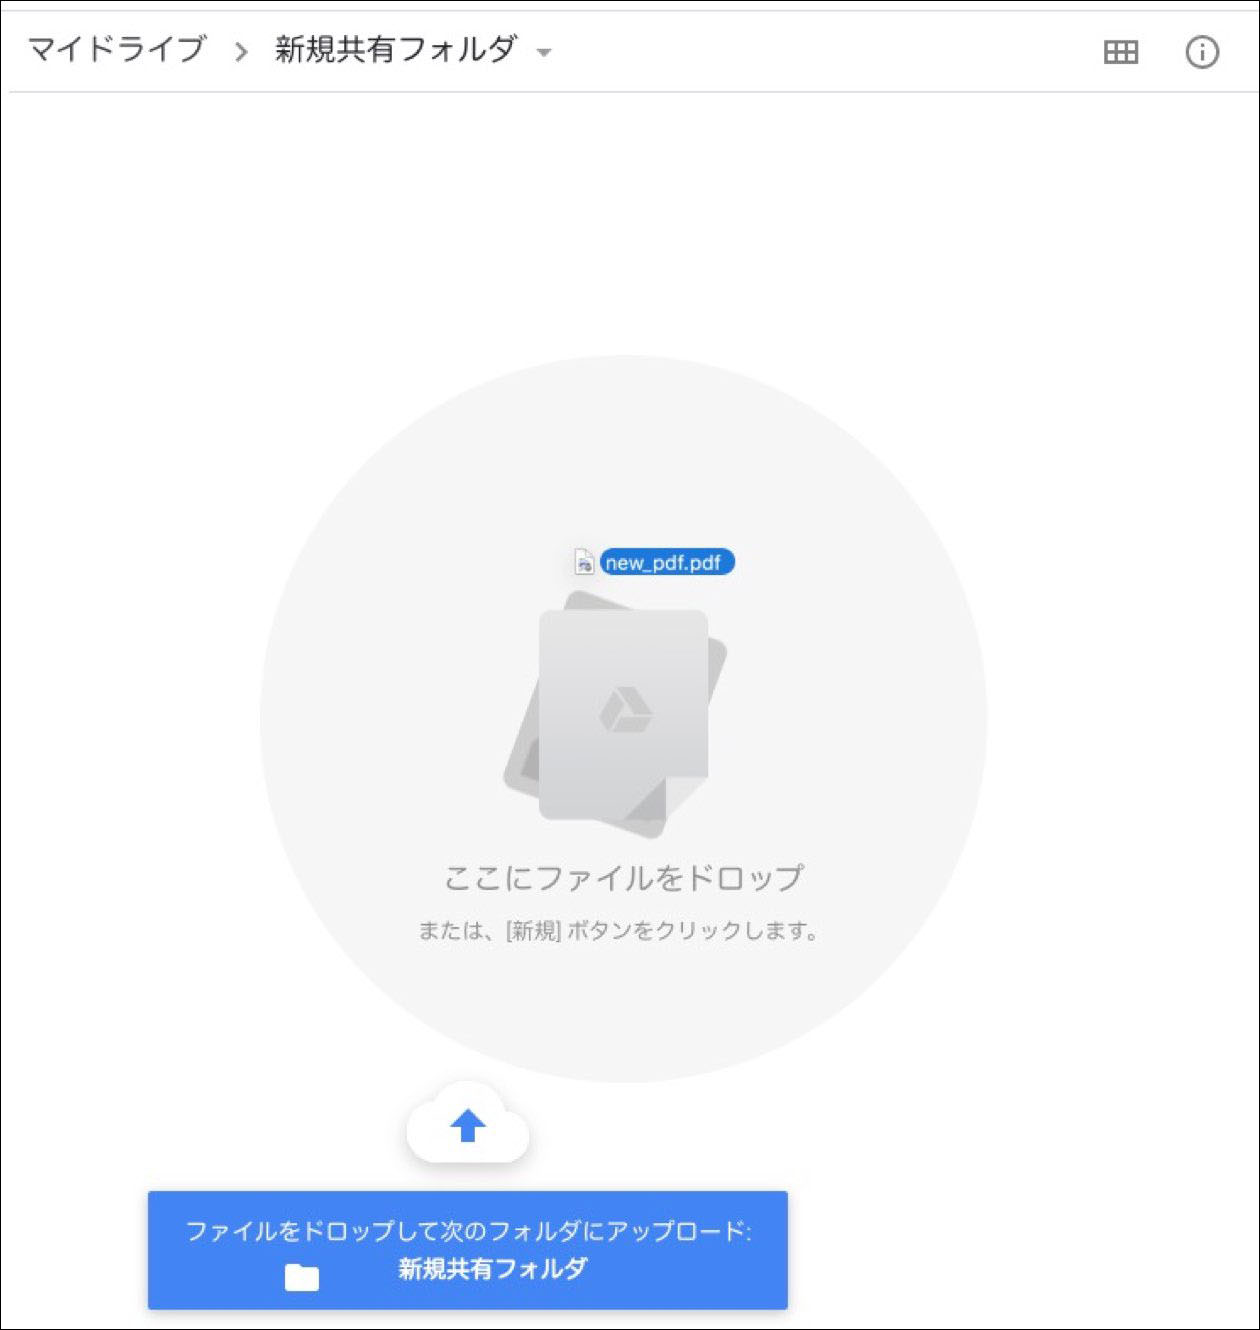 マイドライブ > 新規共有フォルダ
new_pdf.pdf
ここにファイルをドロップ
または、[新規] ボタンをクリックします。
ファイルをドロップして次のフォルダにアップロード:
新規共有フォルダ